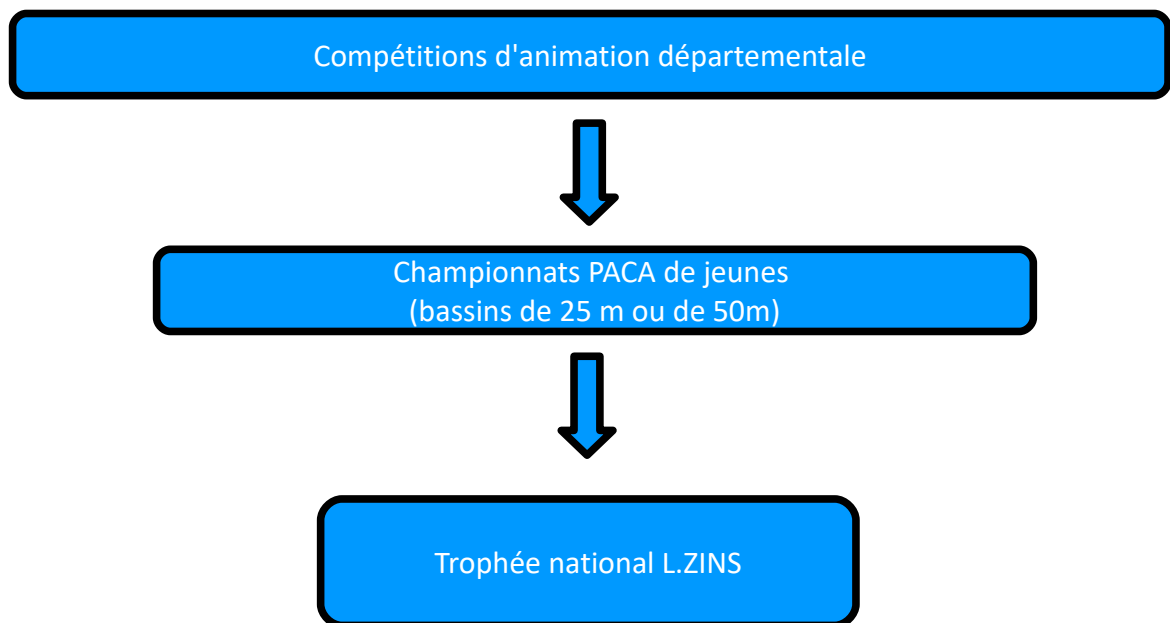 Compétitions d'animation départementale
Championnats PACA de jeunes
(bassins de 25 m ou de 50m)
Trophée national L.ZINS